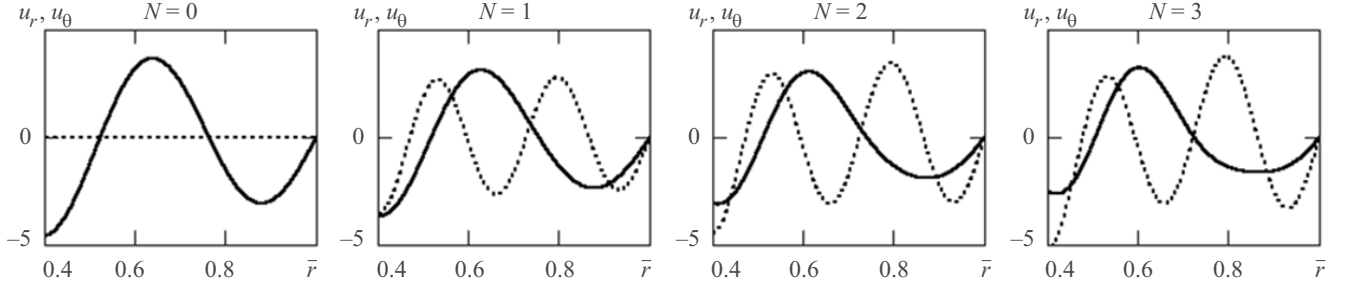 u_r, u_θ N = 0 u_r, u_θ N = 1 u_r, u_θ N = 2 u_r, u_θ N = 3
0 0 0 0
−5 −5 −5 −5
0.4 0.6 0.8 r̄ 0.4 0.6 0.8 r̄ 0.4 0.6 0.8 r̄ 0.4 0.6 0.8 r̄